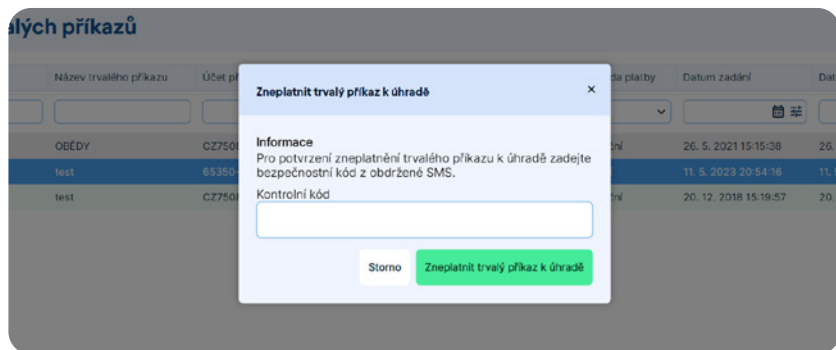 alých příkazů
Název trvalého příkazu Účet př da platby Datum zadání Dat
Zneplatnit trvalý příkaz k úhradě ×
Informace
Pro potvrzení zneplatnění trvalého příkazu k úhradě zadejte
bezpečnostní kód z obdržené SMS.
Kontrolní kód
Storno Zneplatnit trvalý příkaz k úhradě
OBĚDY CZ7508 ční 26. 5. 2021 15:15:38 26.
test 65350- 11. 5. 2023 20:54:16 11.
test CZ7508 ční 20. 12. 2018 15:19:57 20.